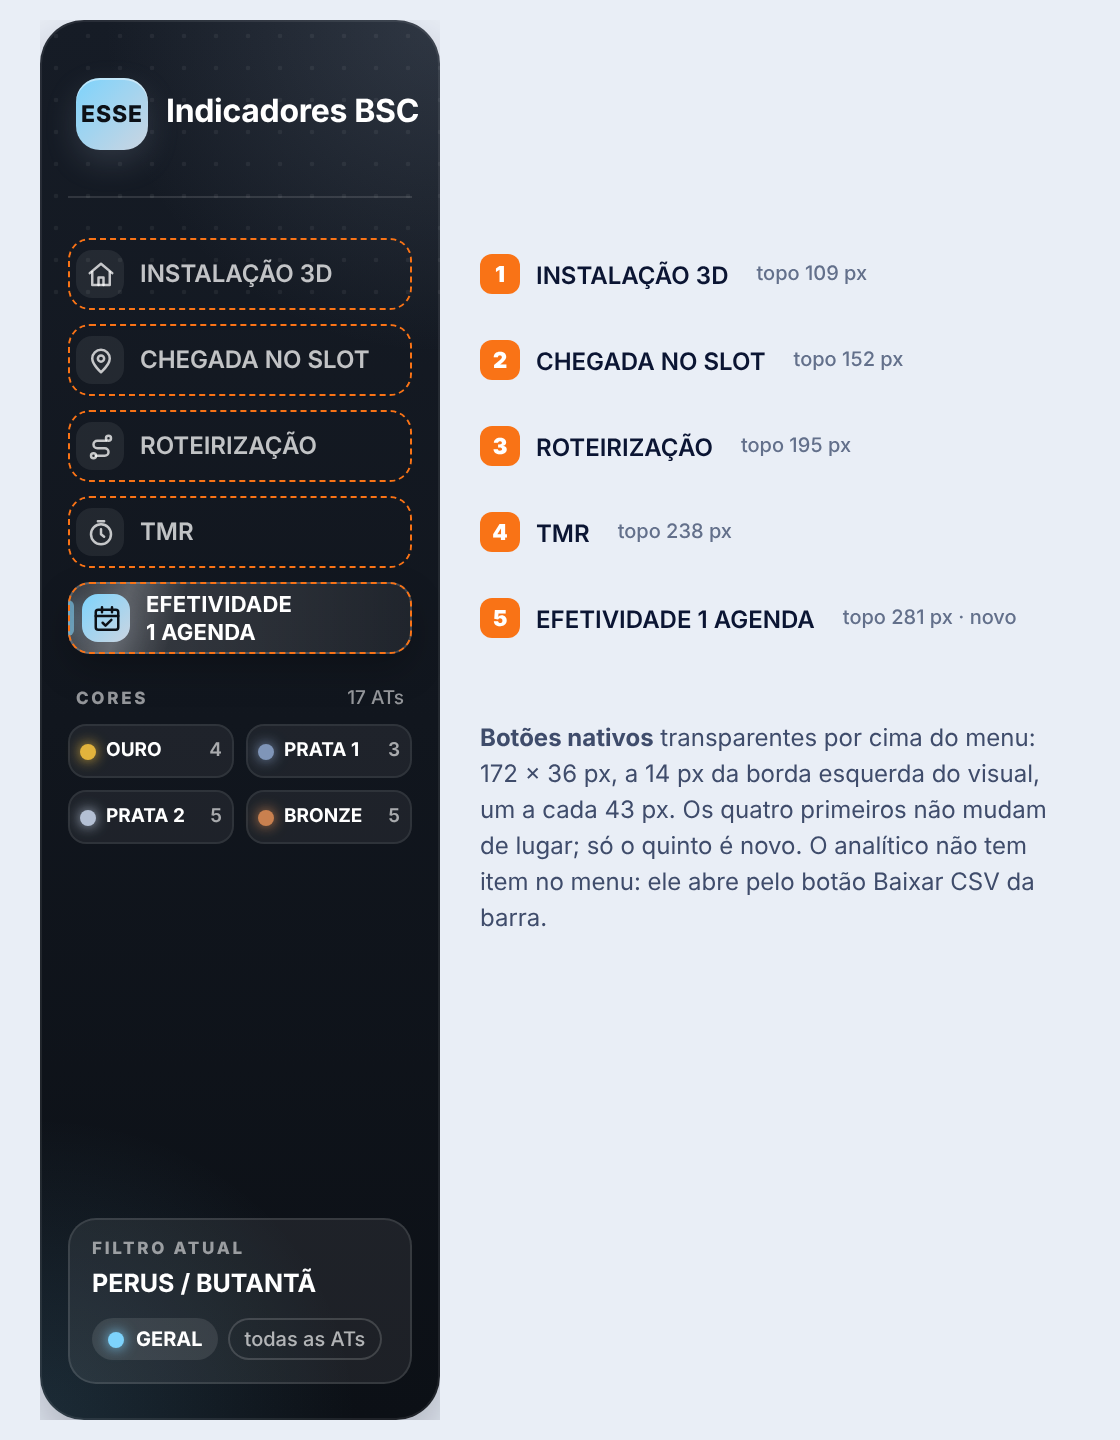 ESSE
Indicadores BSC
INSTALAÇÃO 3D
CHEGADA NO SLOT
ROTEIRIZAÇÃO
TMR
EFETIVIDADE
1 AGENDA
CORES 17 ATs
OURO 4
PRATA 1 3
PRATA 2 5
BRONZE 5
FILTRO ATUAL
PERUS / BUTANTÃ
GERAL
todas as ATs
1 INSTALAÇÃO 3D topo 109 px
2 CHEGADA NO SLOT topo 152 px
3 ROTEIRIZAÇÃO topo 195 px
4 TMR topo 238 px
5 EFETIVIDADE 1 AGENDA topo 281 px · novo
Botões nativos transparentes por cima do menu:
172 × 36 px, a 14 px da borda esquerda do visual,
um a cada 43 px. Os quatro primeiros não mudam
de lugar; só o quinto é novo. O analítico não tem
item no menu: ele abre pelo botão Baixar CSV da
barra.